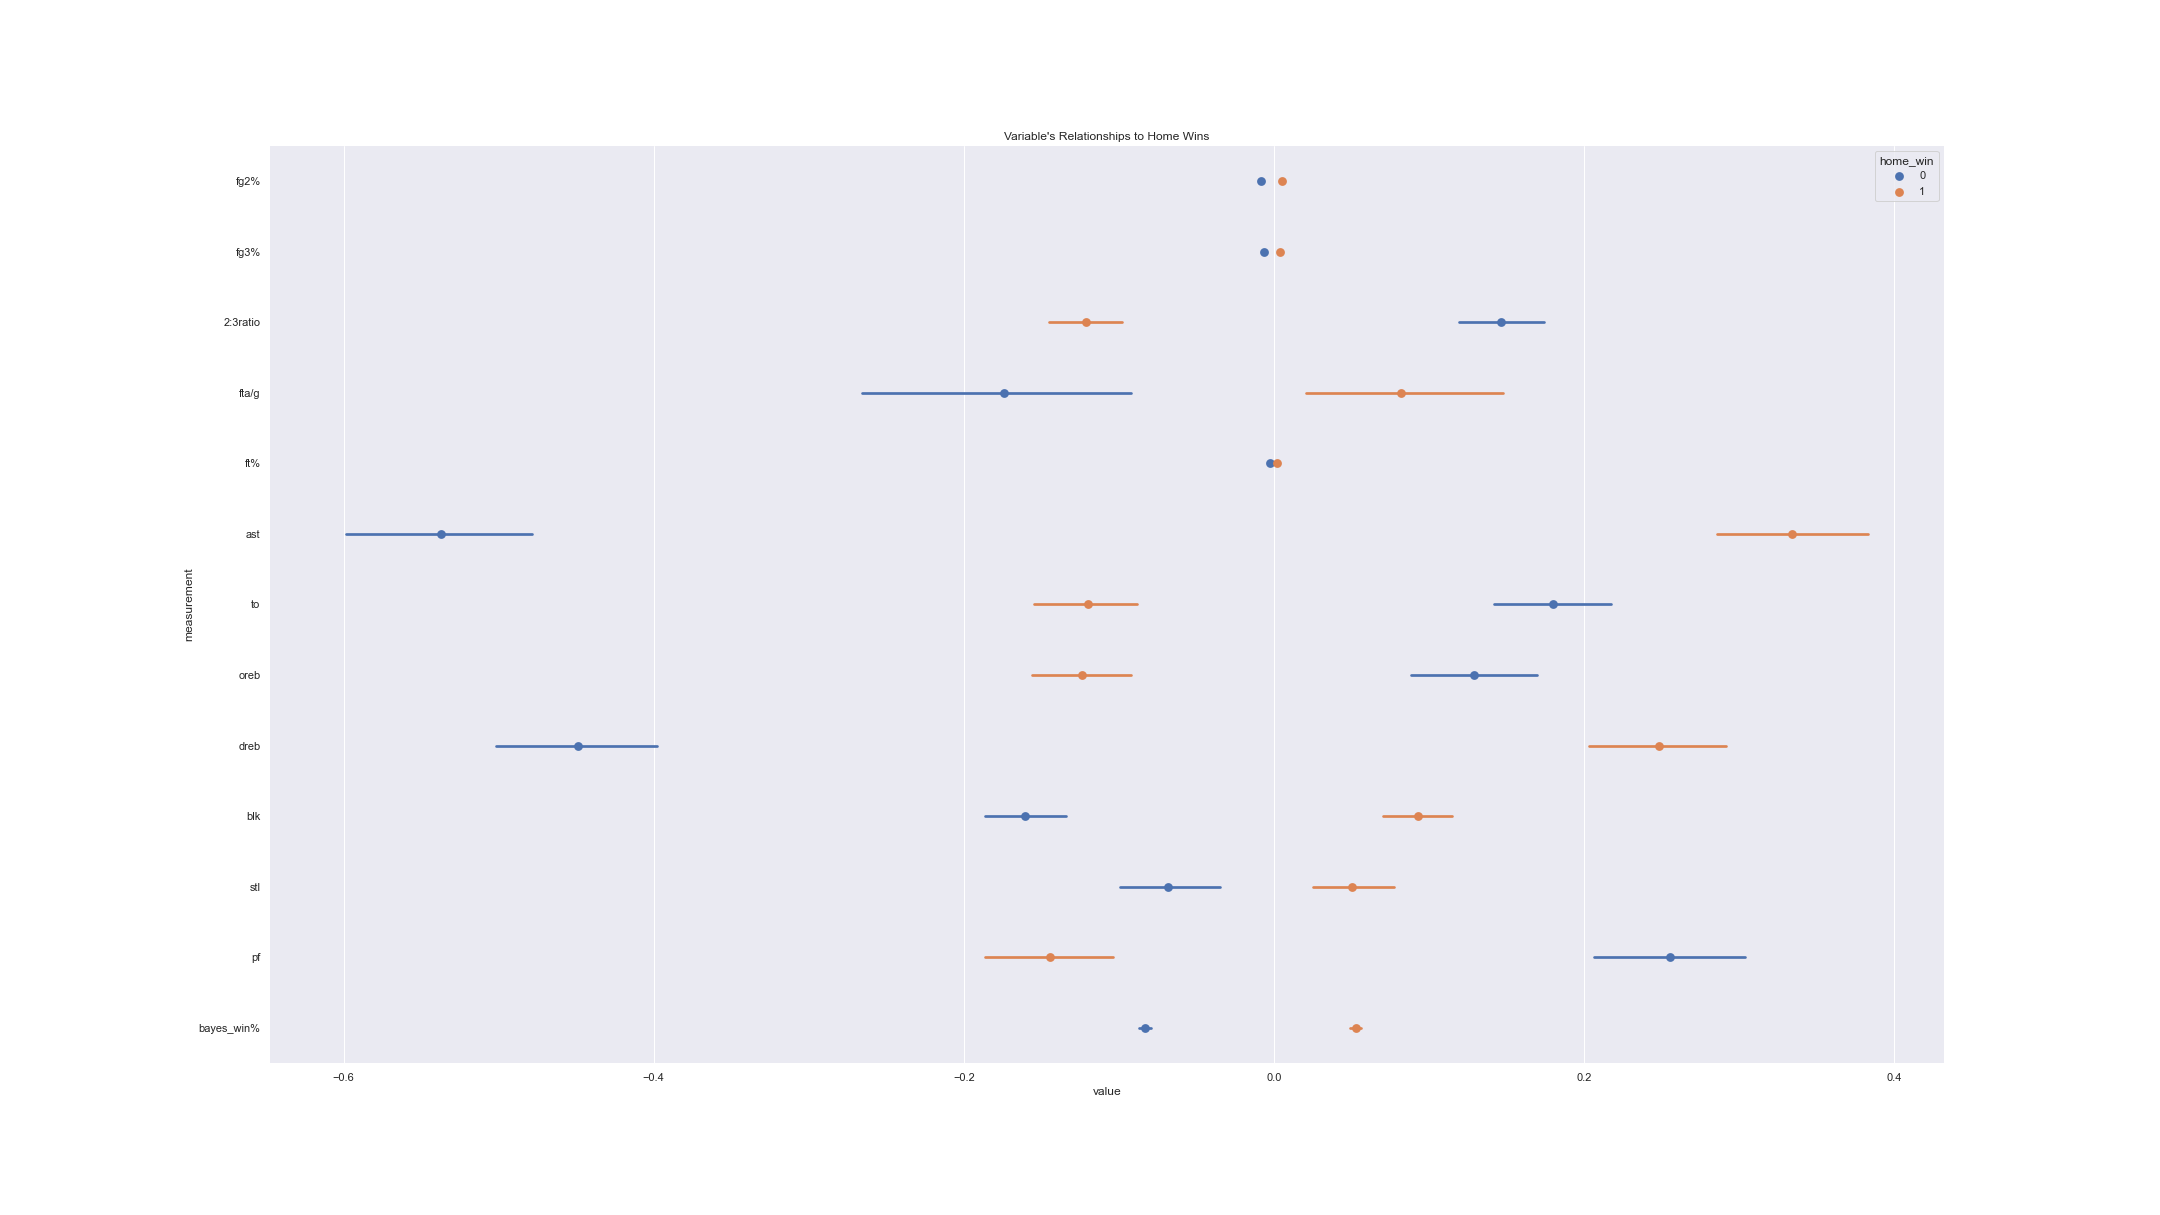 Variable's Relationships to Home Wins
home_win
0
1
fg2%
fg3%
2:3ratio
fta/g
ft%
ast
to
oreb
dreb
blk
stl
pf
bayes_win%
measurement
−0.6 −0.4 −0.2 0.0 0.2 0.4
value